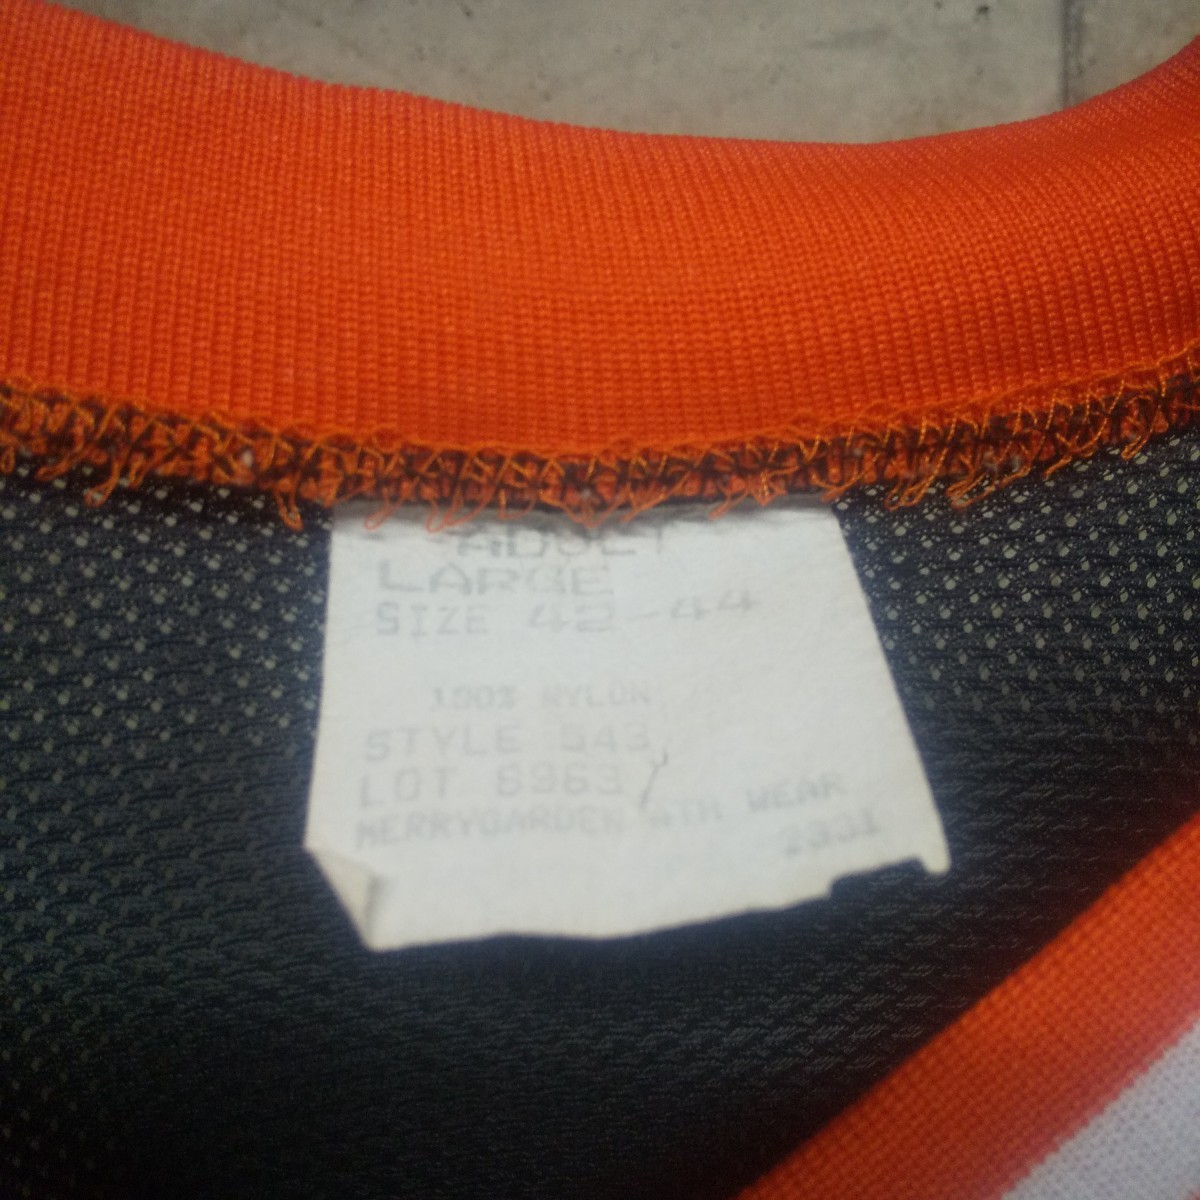 ADULT
LARGE
SIZE 42-44
100% NYLON
STYLE 543
LOT 8963
MERRYGARDEN ATH WEAR
2331